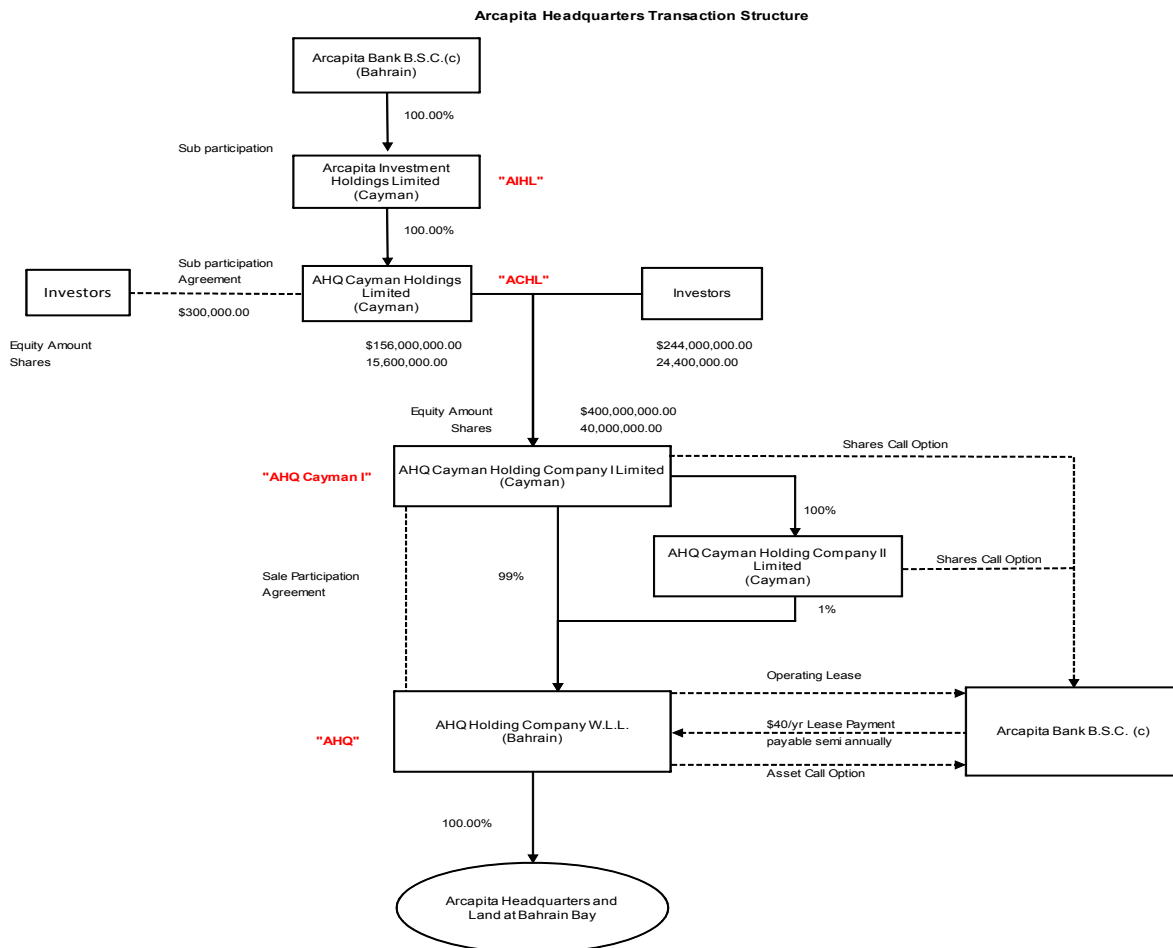 Arcapita Headquarters Transaction Structure
Arcapita Bank B.S.C.(c)
(Bahrain)
100.00%
Sub participation
Arcapita Investment
Holdings Limited
(Cayman)
"AIHL"
100.00%
Investors
Sub participation
Agreement
$300,000.00
AHQ Cayman Holdings
Limited
(Cayman)
"ACHL"
Investors
Equity Amount $156,000,000.00 $244,000,000.00
Shares 15,600,000.00 24,400,000.00
Equity Amount $400,000,000.00
Shares 40,000,000.00
"AHQ Cayman I"
AHQ Cayman Holding Company I Limited
(Cayman)
Shares Call Option
100%
AHQ Cayman Holding Company II
Limited
(Cayman)
Shares Call Option
Sale Participation
Agreement
99%
1%
"AHQ"
AHQ Holding Company W.L.L.
(Bahrain)
Operating Lease
$40/yr Lease Payment
payable semi annually
Asset Call Option
Arcapita Bank B.S.C. (c)
100.00%
Arcapita Headquarters and
Land at Bahrain Bay